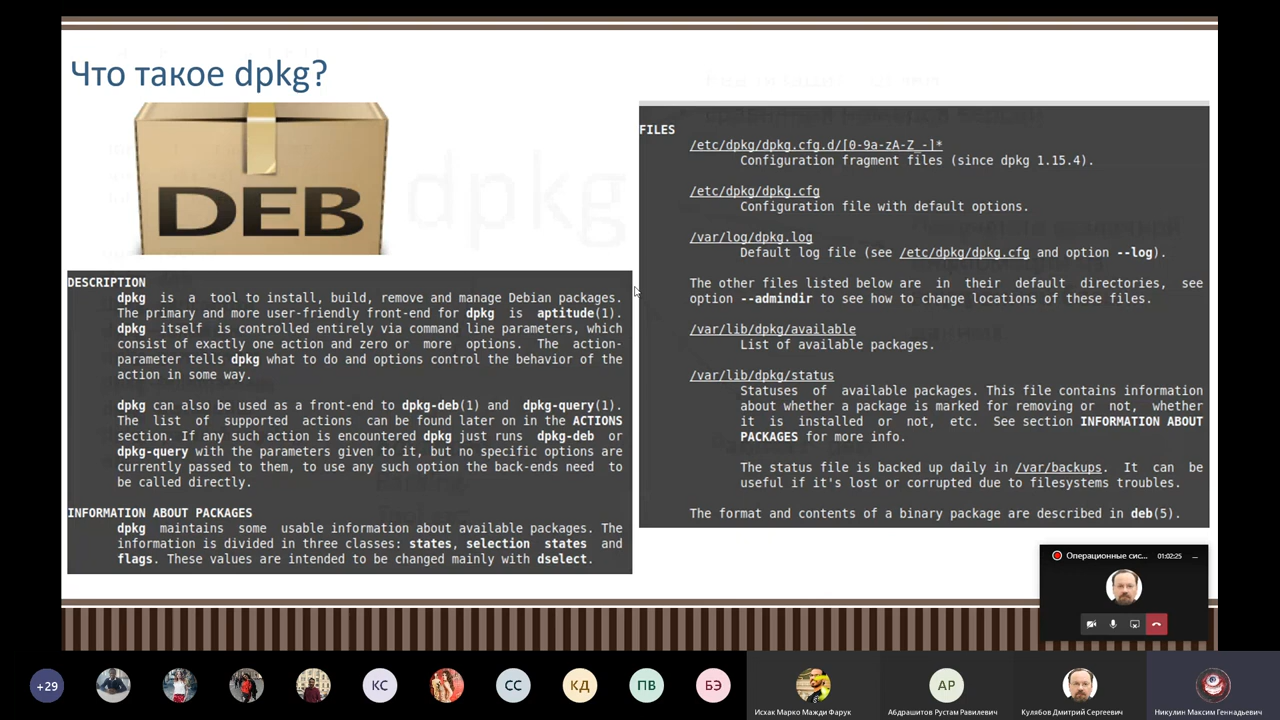 Что такое dpkg?
DEB
DESCRIPTION
dpkg is a tool to install, build, remove and manage Debian packages.
The primary and more user-friendly front-end for dpkg is aptitude(1).
dpkg itself is controlled entirely via command line parameters, which
consist of exactly one action and zero or more options. The action-
parameter tells dpkg what to do and options control the behavior of the
action in some way.
dpkg can also be used as a front-end to dpkg-deb(1) and dpkg-query(1).
The list of supported actions can be found later on in the ACTIONS
section. If any such action is encountered dpkg just runs dpkg-deb or
dpkg-query with the parameters given to it, but no specific options are
currently passed to them, to use any such option the back-ends need to
be called directly.
INFORMATION ABOUT PACKAGES
dpkg maintains some usable information about available packages. The
information is divided in three classes: states, selection states and
flags. These values are intended to be changed mainly with dselect.
FILES
/etc/dpkg/dpkg.cfg.d/[0-9a-zA-Z_-]*
Configuration fragment files (since dpkg 1.15.4).
/etc/dpkg/dpkg.cfg
Configuration file with default options.
/var/log/dpkg.log
Default log file (see /etc/dpkg/dpkg.cfg and option --log).
The other files listed below are in their default directories, see
option --admindir to see how to change locations of these files.
/var/lib/dpkg/available
List of available packages.
/var/lib/dpkg/status
Statuses of available packages. This file contains information
about whether a package is marked for removing or not, whether
it is installed or not, etc. See section INFORMATION ABOUT
PACKAGES for more info.
The status file is backed up daily in /var/backups. It can be
useful if it's lost or corrupted due to filesystems troubles.
The format and contents of a binary package are described in deb(5).
dpkg
Операционные сис... 01:02:25
+29 КС СС КД ПВ БЭ АР
Исхак Марко Мажди Фарук Абдрашитов Рустам Равилевич Кулябов Дмитрий Сергеевич Никулин Максим Геннадьевич